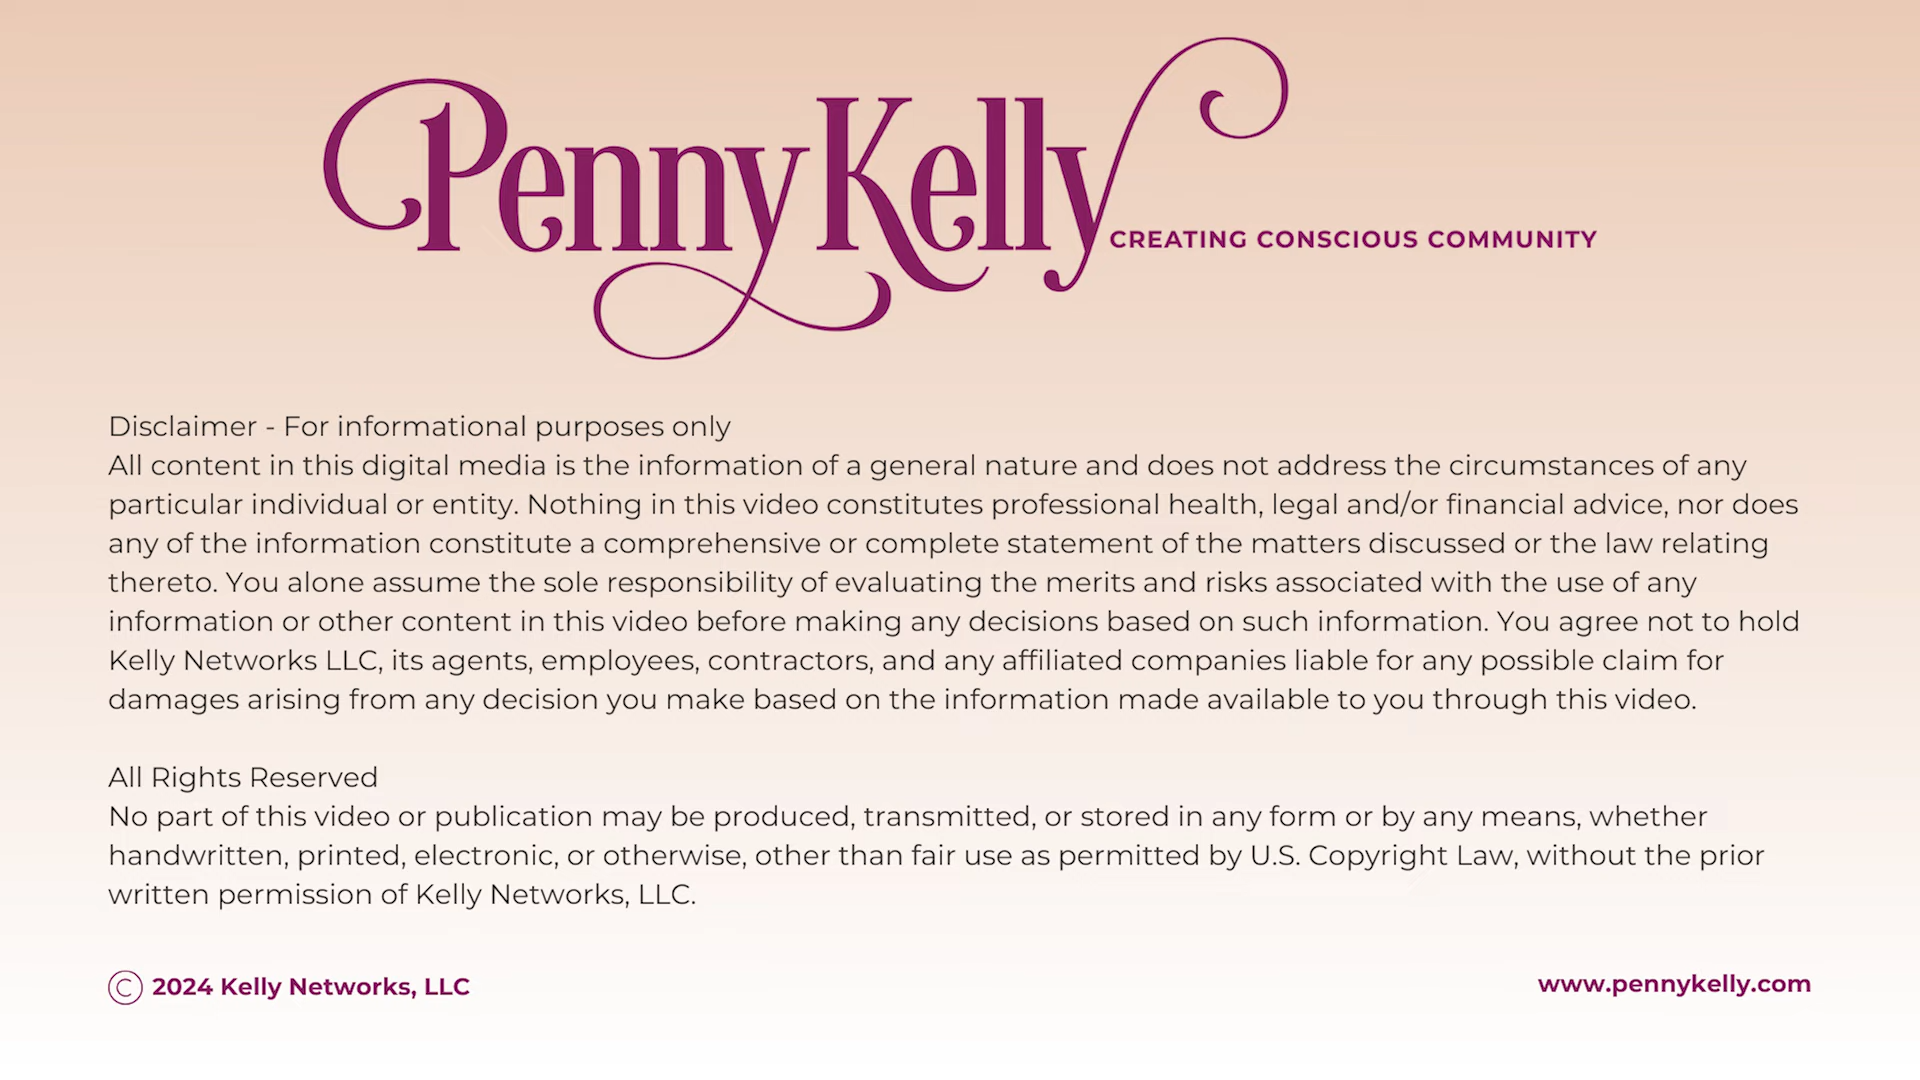 Penny Kelly
CREATING CONSCIOUS COMMUNITY
Disclaimer - For informational purposes only
All content in this digital media is the information of a general nature and does not address the circumstances of any
particular individual or entity. Nothing in this video constitutes professional health, legal and/or financial advice, nor does
any of the information constitute a comprehensive or complete statement of the matters discussed or the law relating
thereto. You alone assume the sole responsibility of evaluating the merits and risks associated with the use of any
information or other content in this video before making any decisions based on such information. You agree not to hold
Kelly Networks LLC, its agents, employees, contractors, and any affiliated companies liable for any possible claim for
damages arising from any decision you make based on the information made available to you through this video.
All Rights Reserved
No part of this video or publication may be produced, transmitted, or stored in any form or by any means, whether
handwritten, printed, electronic, or otherwise, other than fair use as permitted by U.S. Copyright Law, without the prior
written permission of Kelly Networks, LLC.
© 2024 Kelly Networks, LLC
www.pennykelly.com